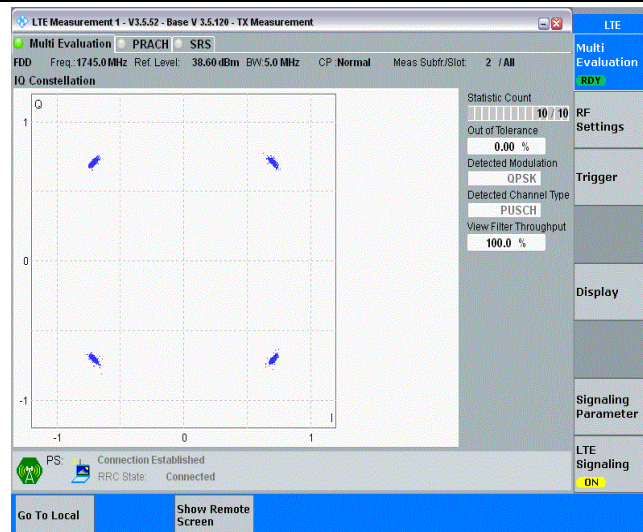 LTE Measurement 1 - V3.5.52 - Base V 3.5.120 - TX Measurement
LTE
Multi Evaluation PRACH SRS
FDD Freq.:1745.0 MHz Ref. Level: 38.60 dBm BW:5.0 MHz CP :Normal Meas Subfr./Slot: 2 / All
IQ Constellation
Q
1
0
-1
I
-1 0 1
Statistic Count
10 / 10
Out of Tolerance
0.00 %
Detected Modulation
QPSK
Detected Channel Type
PUSCH
View Filter Throughput
100.0 %
Multi
Evaluation
RDY
RF
Settings
Trigger
Display
Signaling
Parameter
LTE
Signaling
ON
PS: Connection Established
RRC State: Connected
Go To Local
Show Remote
Screen